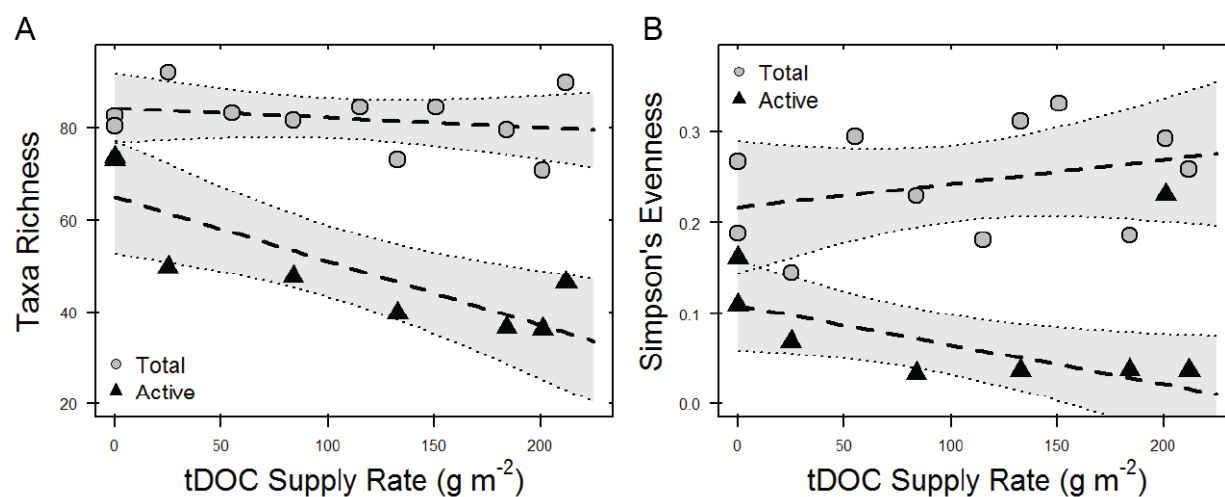 A
Taxa Richness
80
60
40
20
Total
Active
0
50
100
150
200
tDOC Supply Rate (g m⁻²)
B
Simpson's Evenness
0.3
0.2
0.1
0.0
Total
Active
0
50
100
150
200
tDOC Supply Rate (g m⁻²)